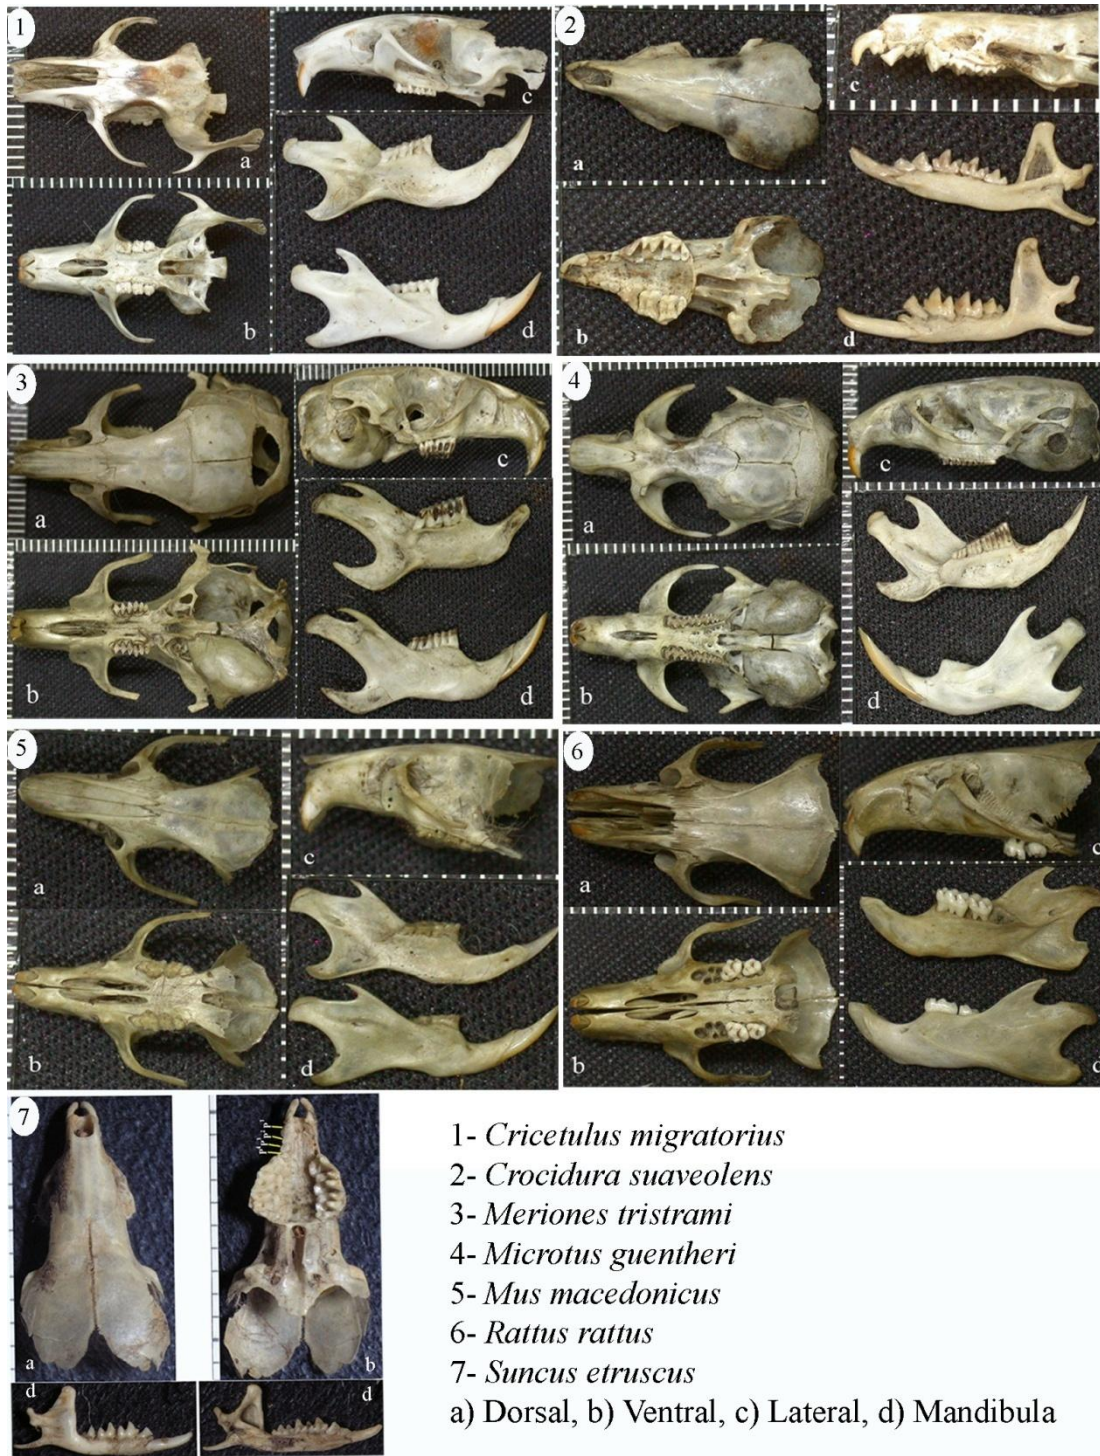 1
a
b
c
d
2
a
b
c
d
3
a
b
c
d
4
a
b
c
d
5
a
b
c
d
6
a
b
c
d
7
a
b
d
d
1- Cricetulus migratorius
2- Crocidura suaveolens
3- Meriones tristrami
4- Microtus guentheri
5- Mus macedonicus
6- Rattus rattus
7- Suncus etruscus
a) Dorsal, b) Ventral, c) Lateral, d) Mandibula